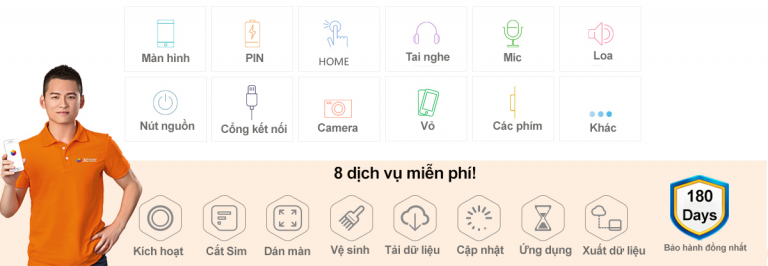 Màn hình
PIN
HOME
Tai nghe
Mic
Loa
Nút nguồn
Cổng kết nối
Camera
Vỏ
Các phím
Khác
8 dịch vụ miễn phí!
Kích hoạt
Cắt Sim
Dán màn
Vệ sinh
Tải dữ liệu
Cập nhật
Ứng dụng
Xuất dữ liệu
180
Days
Bảo hành đồng nhất